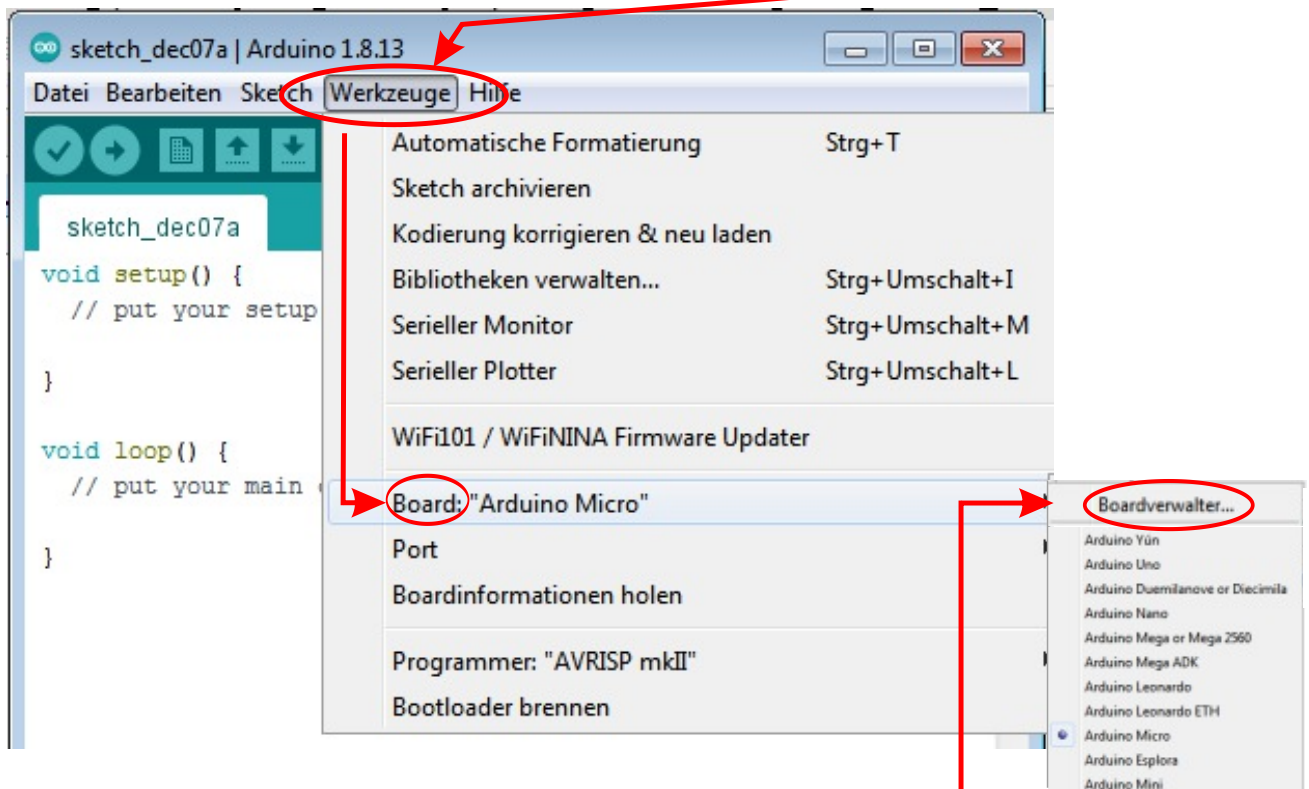 sketch_dec07a | Arduino 1.8.13
Datei Bearbeiten Sketch Werkzeuge Hilfe
sketch_dec07a
void setup() {
// put your setup
}
void loop() {
// put your main
}
Automatische Formatierung Strg+T
Sketch archivieren
Kodierung korrigieren & neu laden
Bibliotheken verwalten... Strg+Umschalt+I
Serieller Monitor Strg+Umschalt+M
Serieller Plotter Strg+Umschalt+L
WiFi101 / WiFiNINA Firmware Updater
Board: "Arduino Micro"
Port
Boardinformationen holen
Programmer: "AVRISP mkII"
Bootloader brennen
Boardverwalter...
Arduino Yún
Arduino Uno
Arduino Duemilanove or Diecimila
Arduino Nano
Arduino Mega or Mega 2560
Arduino Mega ADK
Arduino Leonardo
Arduino Leonardo ETH
Arduino Micro
Arduino Esplora
Arduino Mini